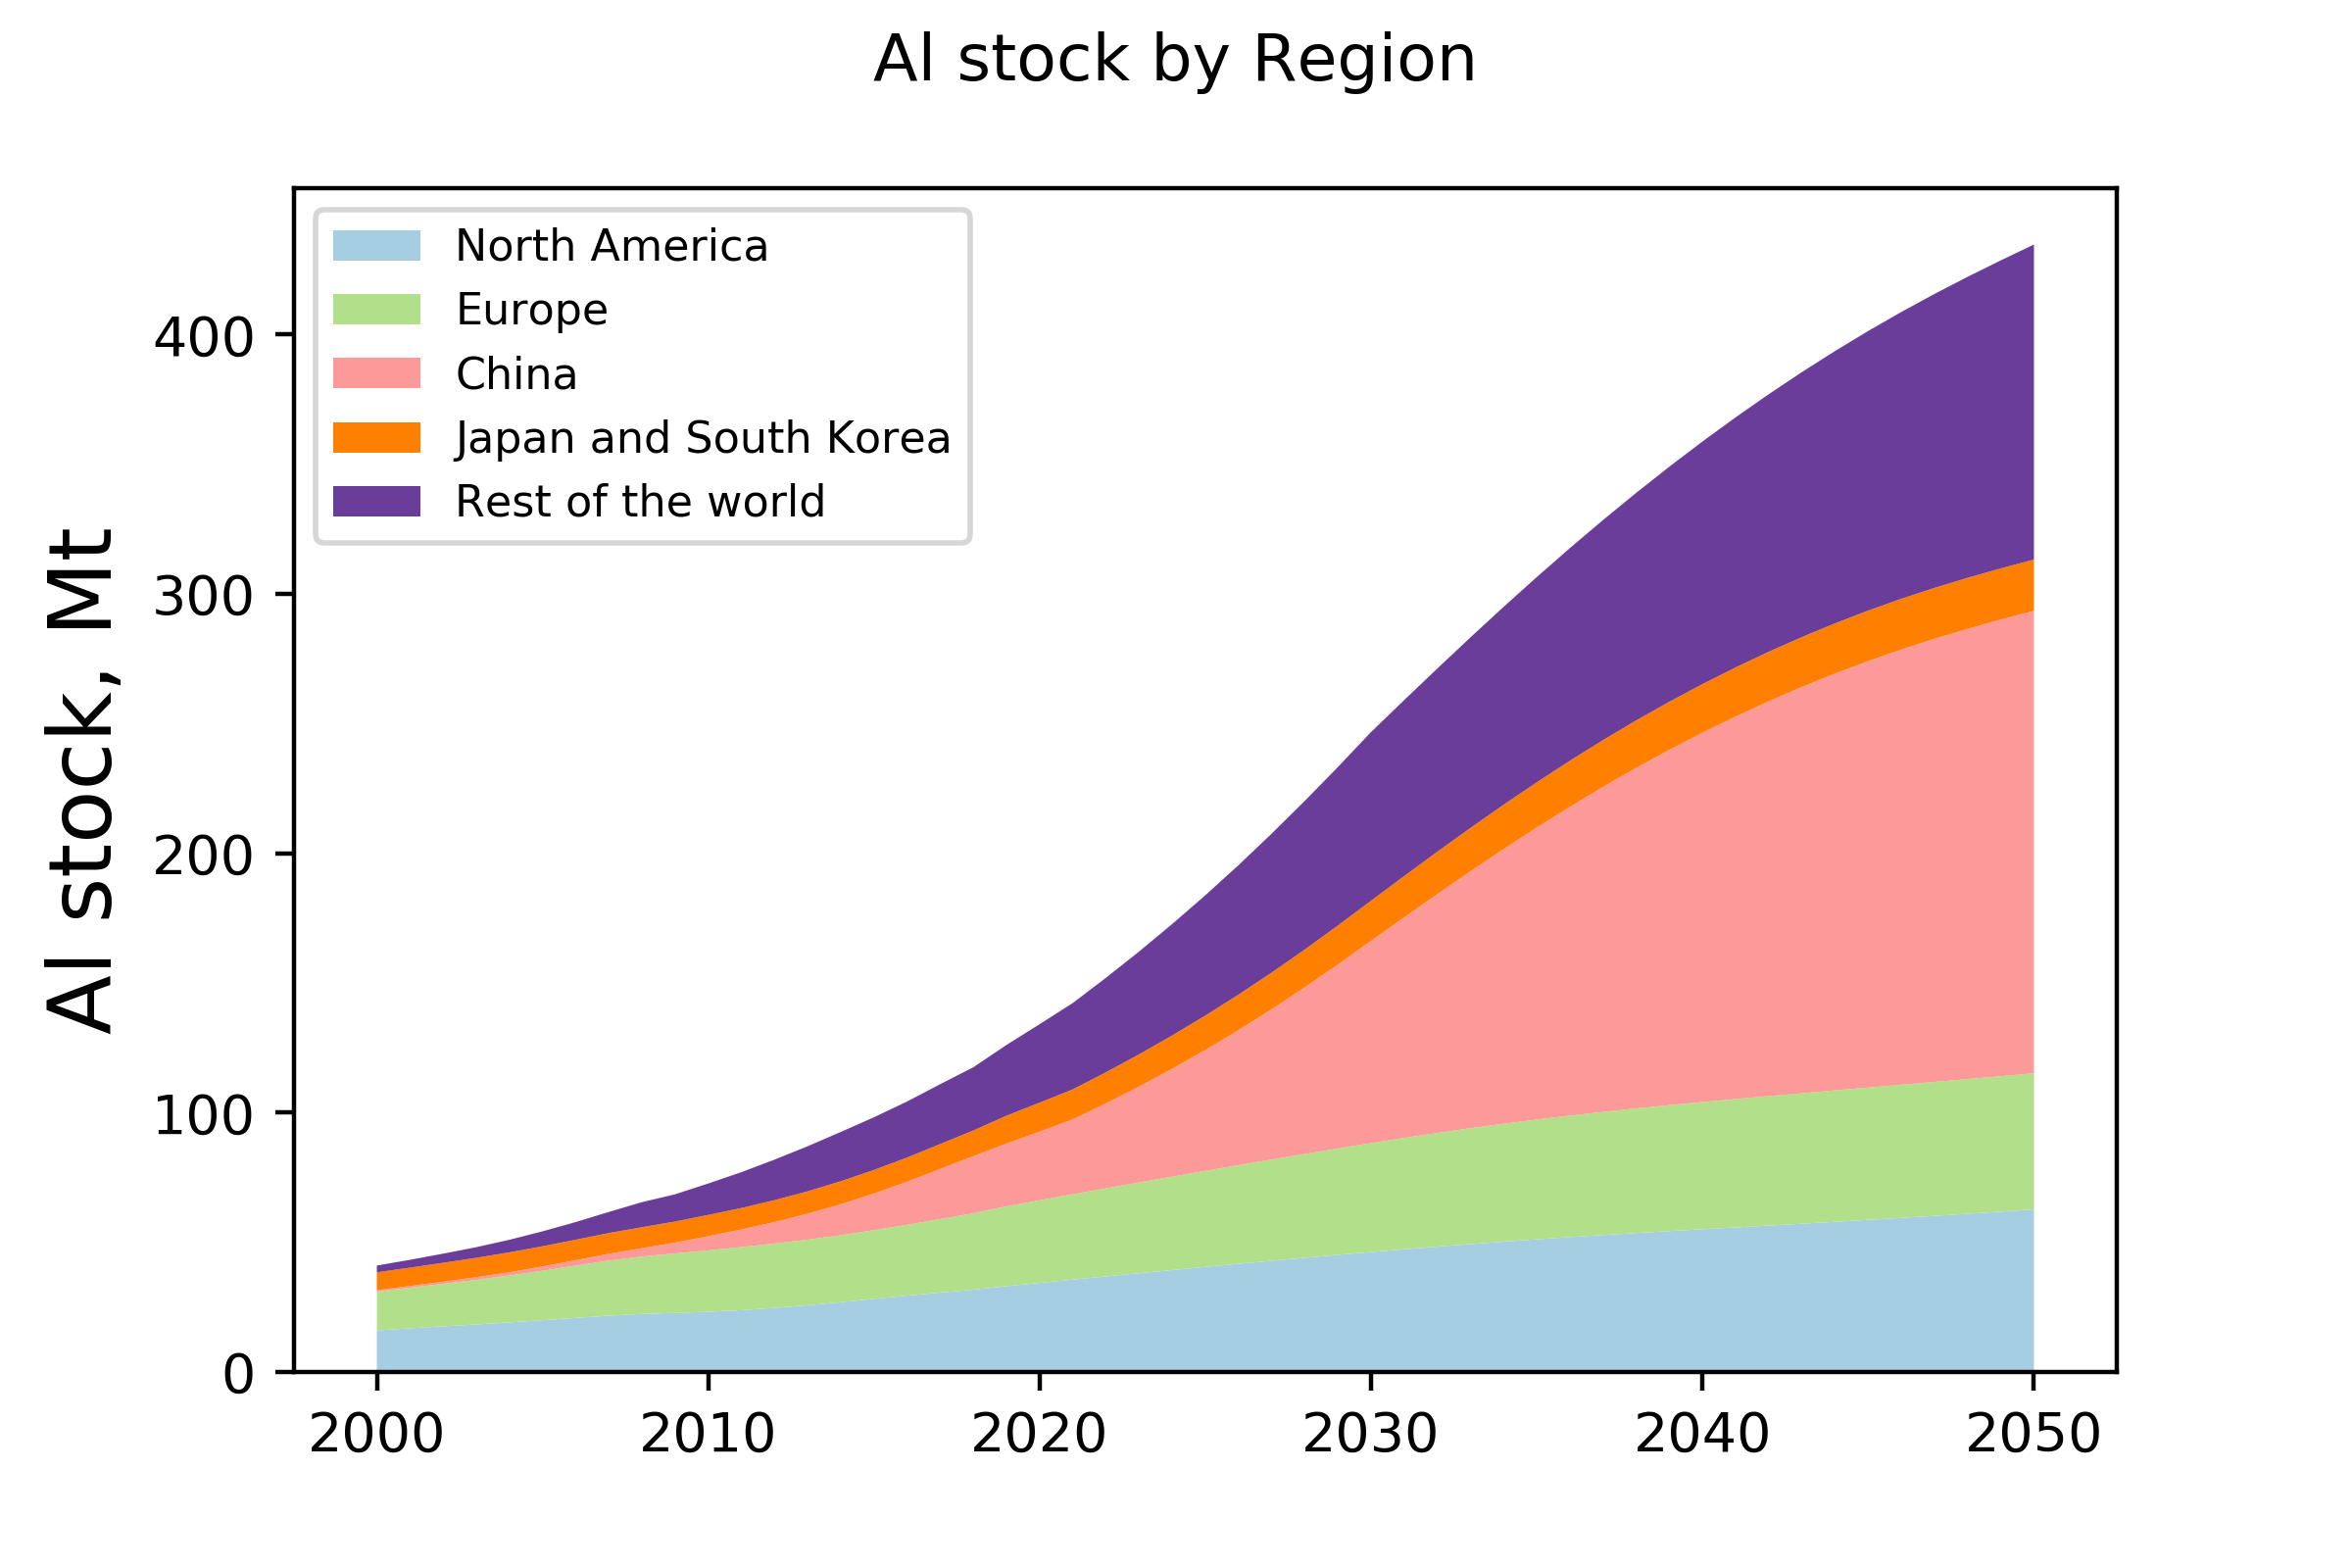 Al stock by Region
North America
Europe
China
Japan and South Korea
Rest of the world
Al stock, Mt
400
300
200
100
0
2000 2010 2020 2030 2040 2050